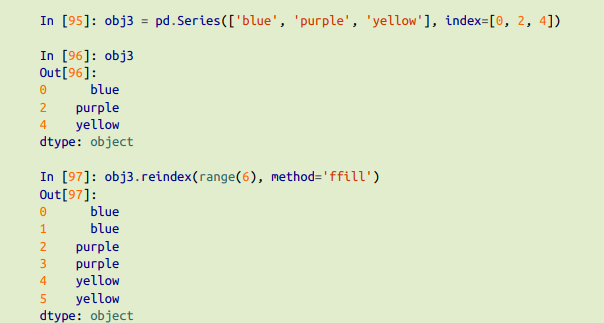 In [95]: obj3 = pd.Series(['blue', 'purple', 'yellow'], index=[0, 2, 4])
In [96]: obj3
Out[96]:
0      blue
2    purple
4    yellow
dtype: object
In [97]: obj3.reindex(range(6), method='ffill')
Out[97]:
0      blue
1      blue
2    purple
3    purple
4    yellow
5    yellow
dtype: object